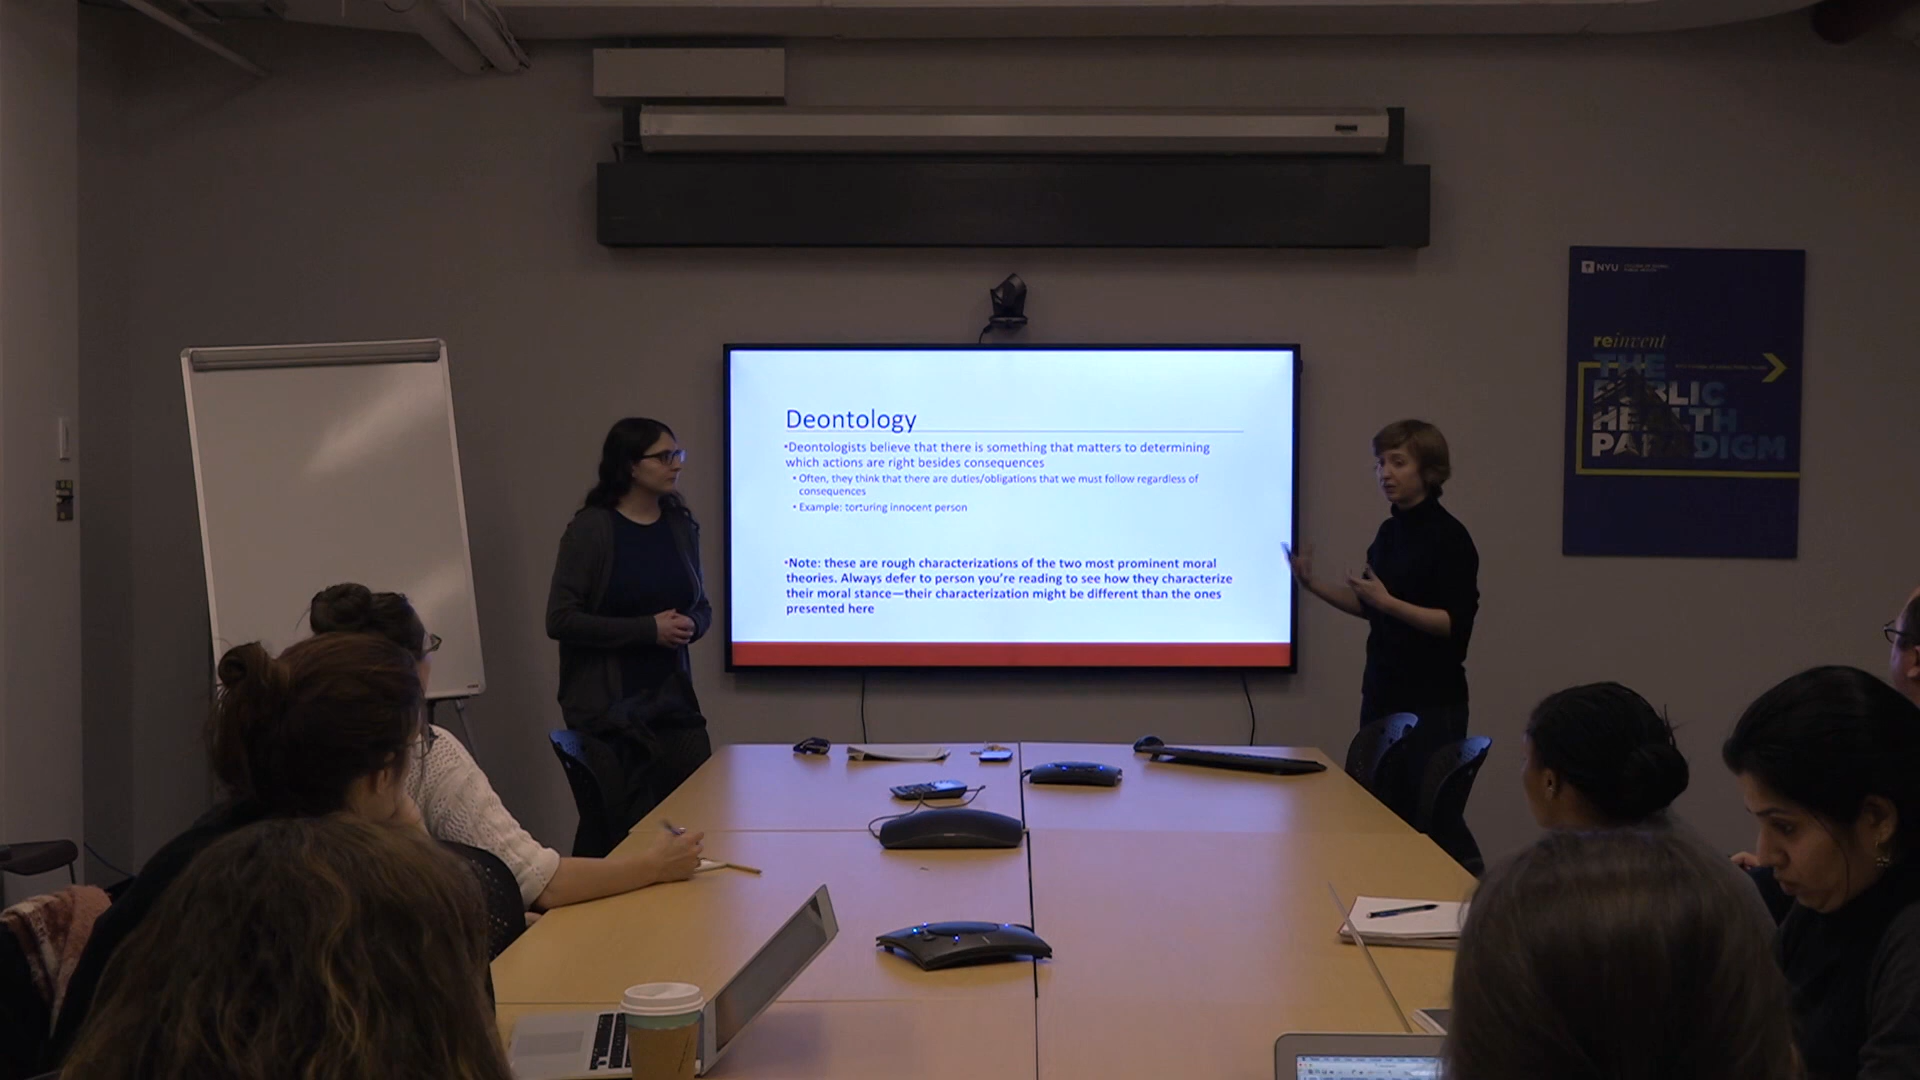 NYU
reinvent
THE
PUBLIC
HEALTH
PARADIGM
Deontology
•Deontologists believe that there is something that matters to determining
which actions are right besides consequences
• Often, they think that there are duties/obligations that we must follow regardless of
consequences
• Example: torturing innocent person
•Note: these are rough characterizations of the two most prominent moral
theories. Always defer to person you're reading to see how they characterize
their moral stance—their characterization might be different than the ones
presented here